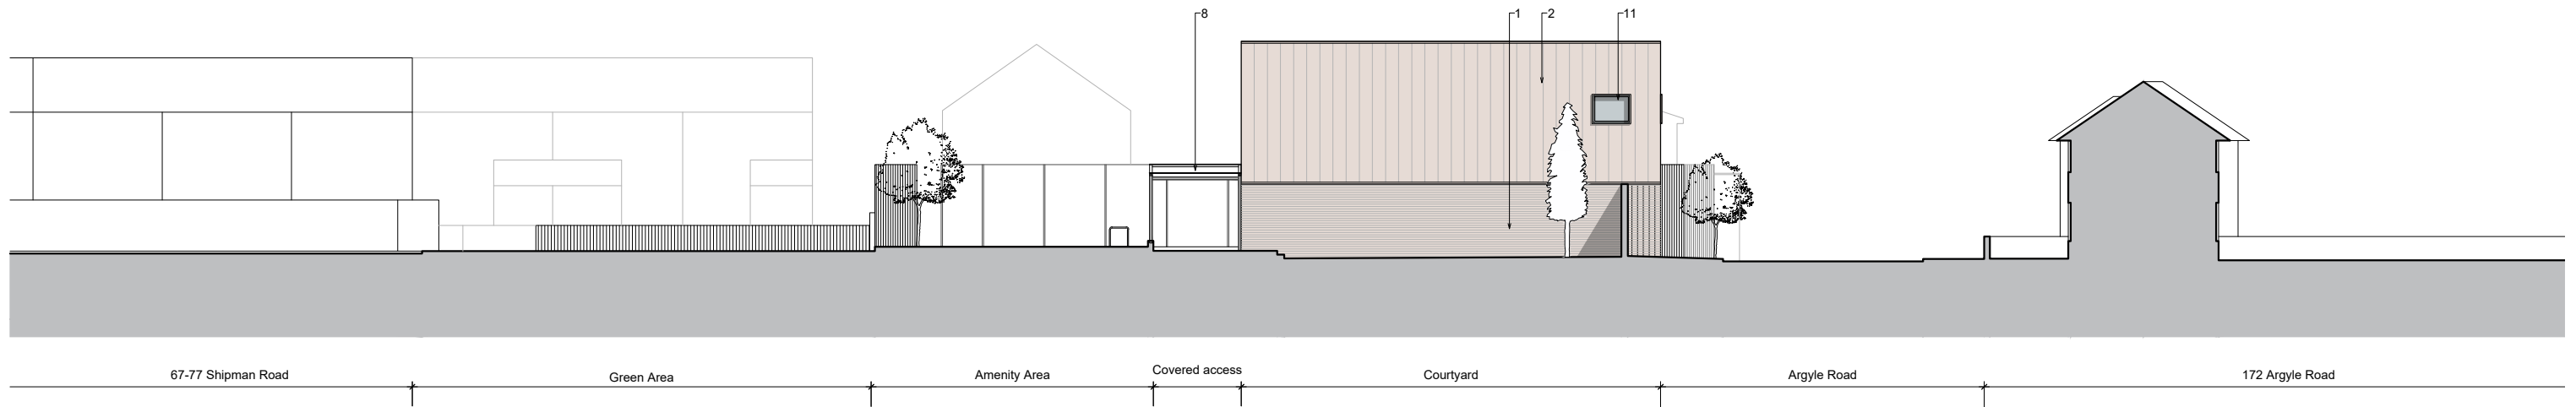 8
1
2
11
67-77 Shipman Road
Green Area
Amenity Area
Covered access
Courtyard
Argyle Road
172 Argyle Road